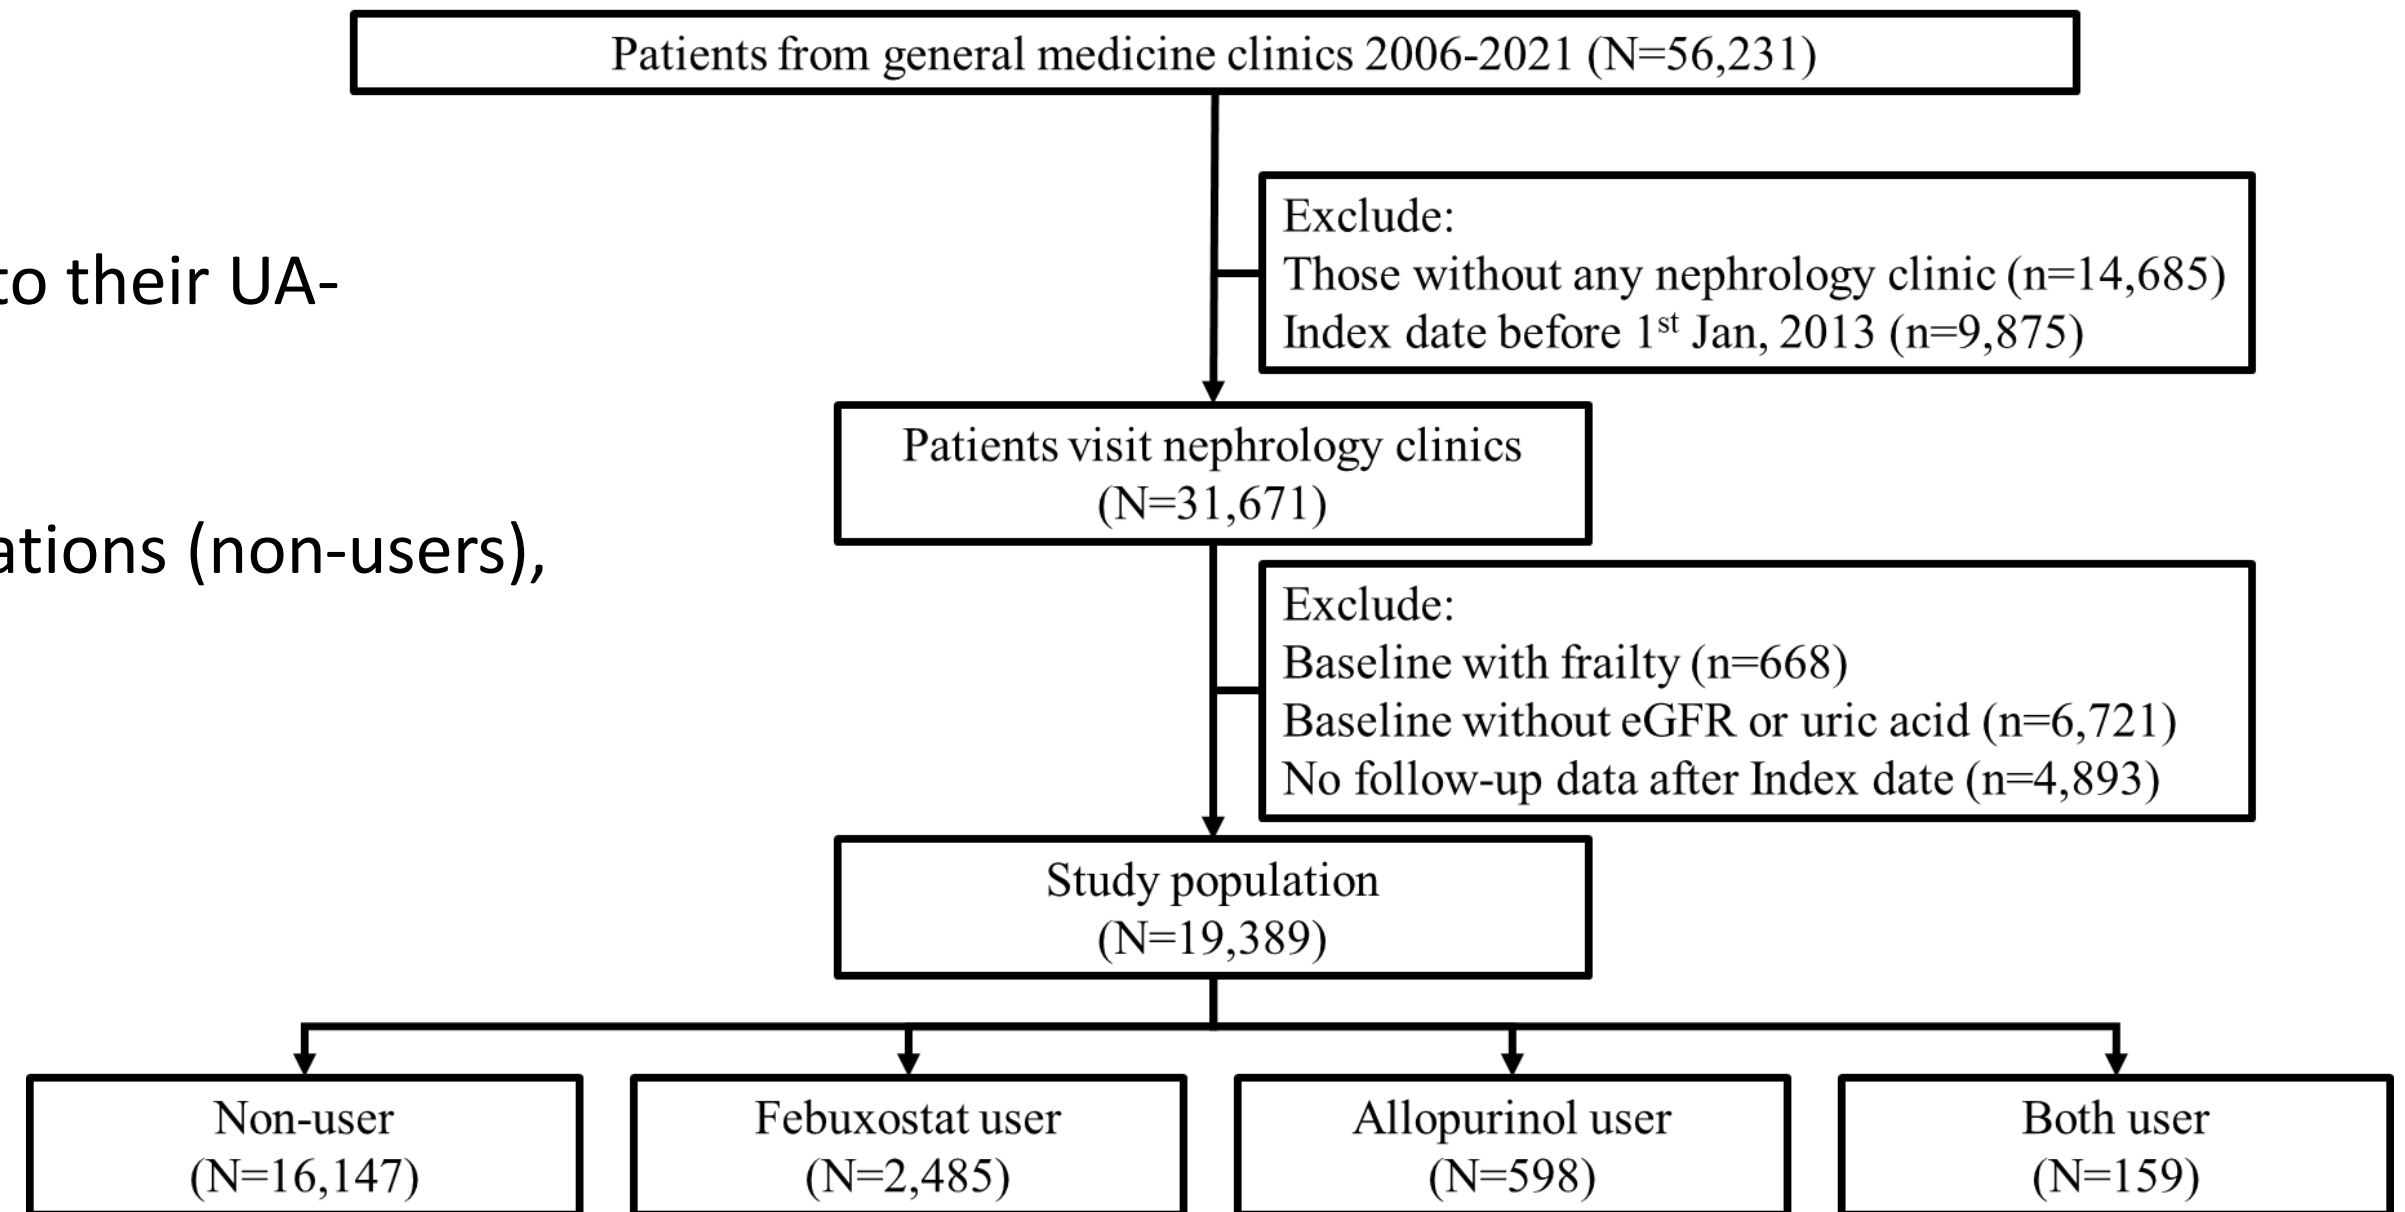 Patients from general medicine clinics 2006-2021 (N=56,231)
Exclude:
Those without any nephrology clinic (n=14,685)
Index date before 1st Jan, 2013 (n=9,875)
to their UA-
Patients visit nephrology clinics
(N=31,671)
ations (non-users),
Exclude:
Baseline with frailty (n=668)
Baseline without eGFR or uric acid (n=6,721)
No follow-up data after Index date (n=4,893)
Study population
(N=19,389)
Non-user
(N=16,147)
Febuxostat user
(N=2,485)
Allopurinol user
(N=598)
Both user
(N=159)